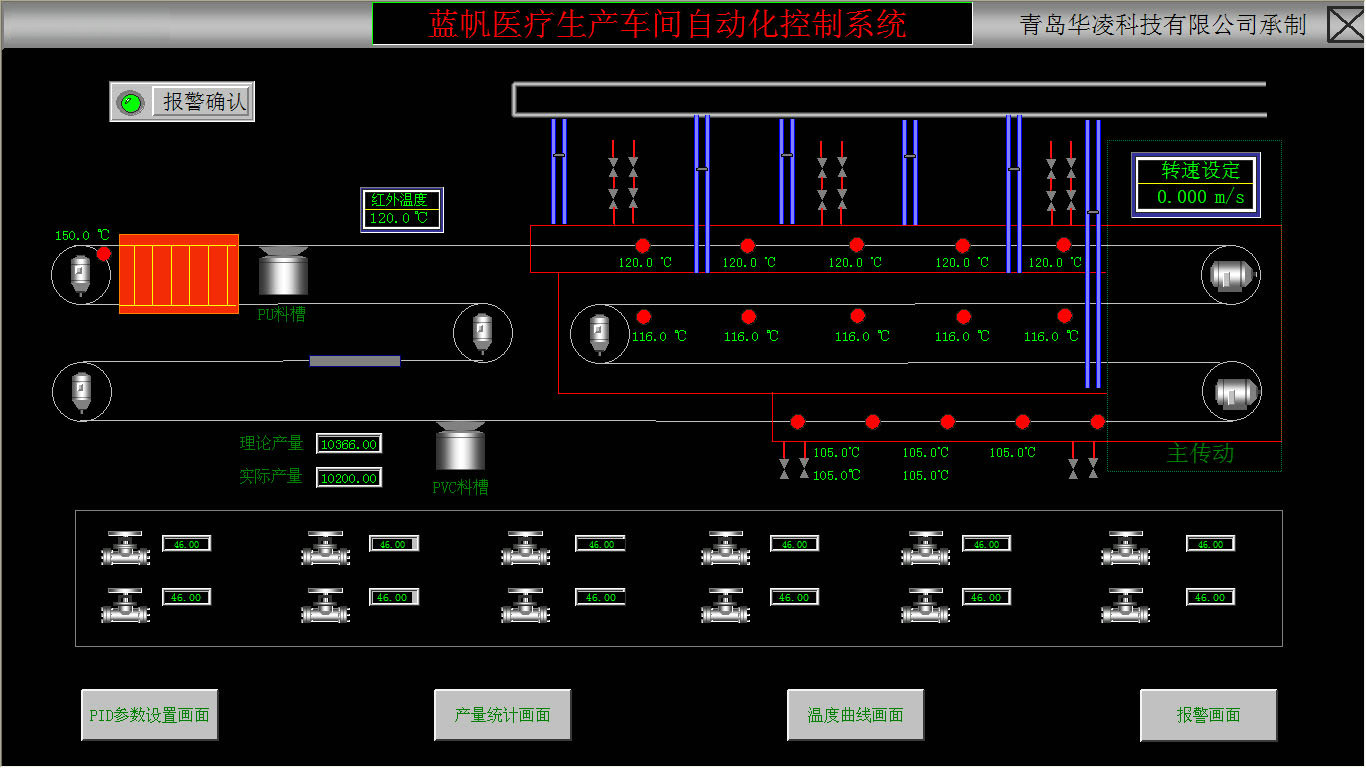 蓝帆医疗生产车间自动化控制系统
青岛华凌科技有限公司承制
报警确认
转速设定
0.000 m/s
红外温度
120.0℃
150.0 ℃
120.0 ℃ 120.0 ℃ 120.0 ℃ 120.0 ℃ 120.0 ℃
PU料槽
116.0 ℃ 116.0 ℃ 116.0 ℃ 116.0 ℃ 116.0 ℃
理论产量 10366.00
实际产量 10200.00
PVC料槽
105.0℃ 105.0℃ 105.0℃
105.0℃ 105.0℃
主传动
46.00 46.00 46.00 46.00 46.00 46.00
46.00 46.00 46.00 46.00 46.00 46.00
PID参数设置画面
产量统计画面
温度曲线画面
报警画面